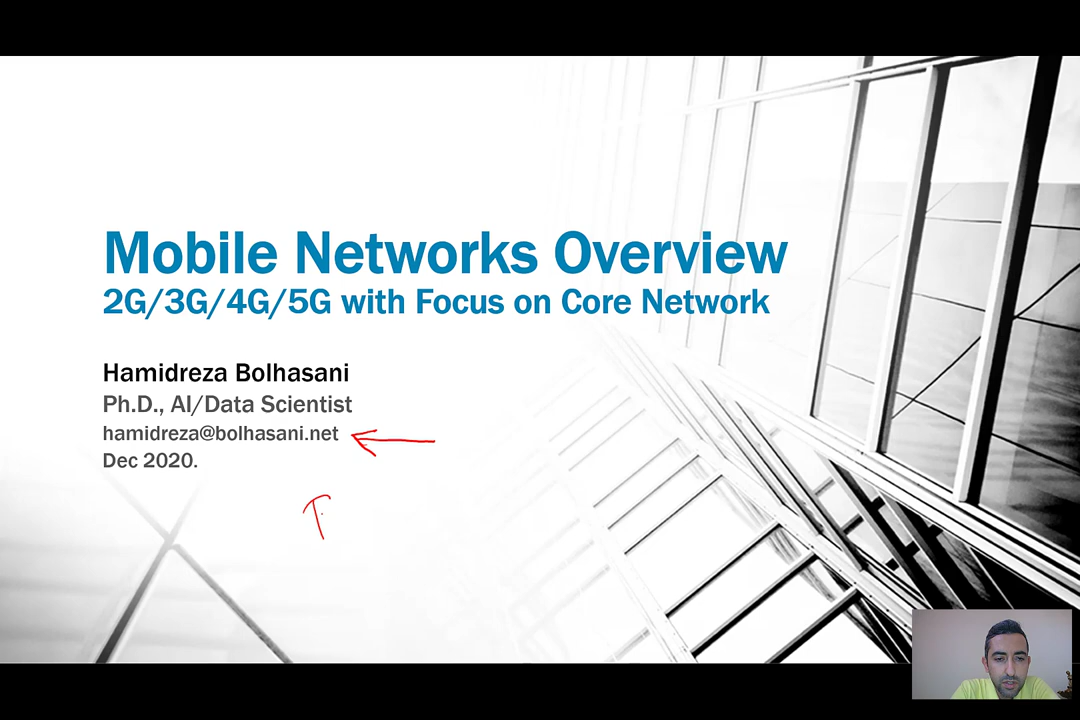 Mobile Networks Overview
2G/3G/4G/5G with Focus on Core Network
Hamidreza Bolhasani
Ph.D., AI/Data Scientist
hamidreza@bolhasani.net
Dec 2020.